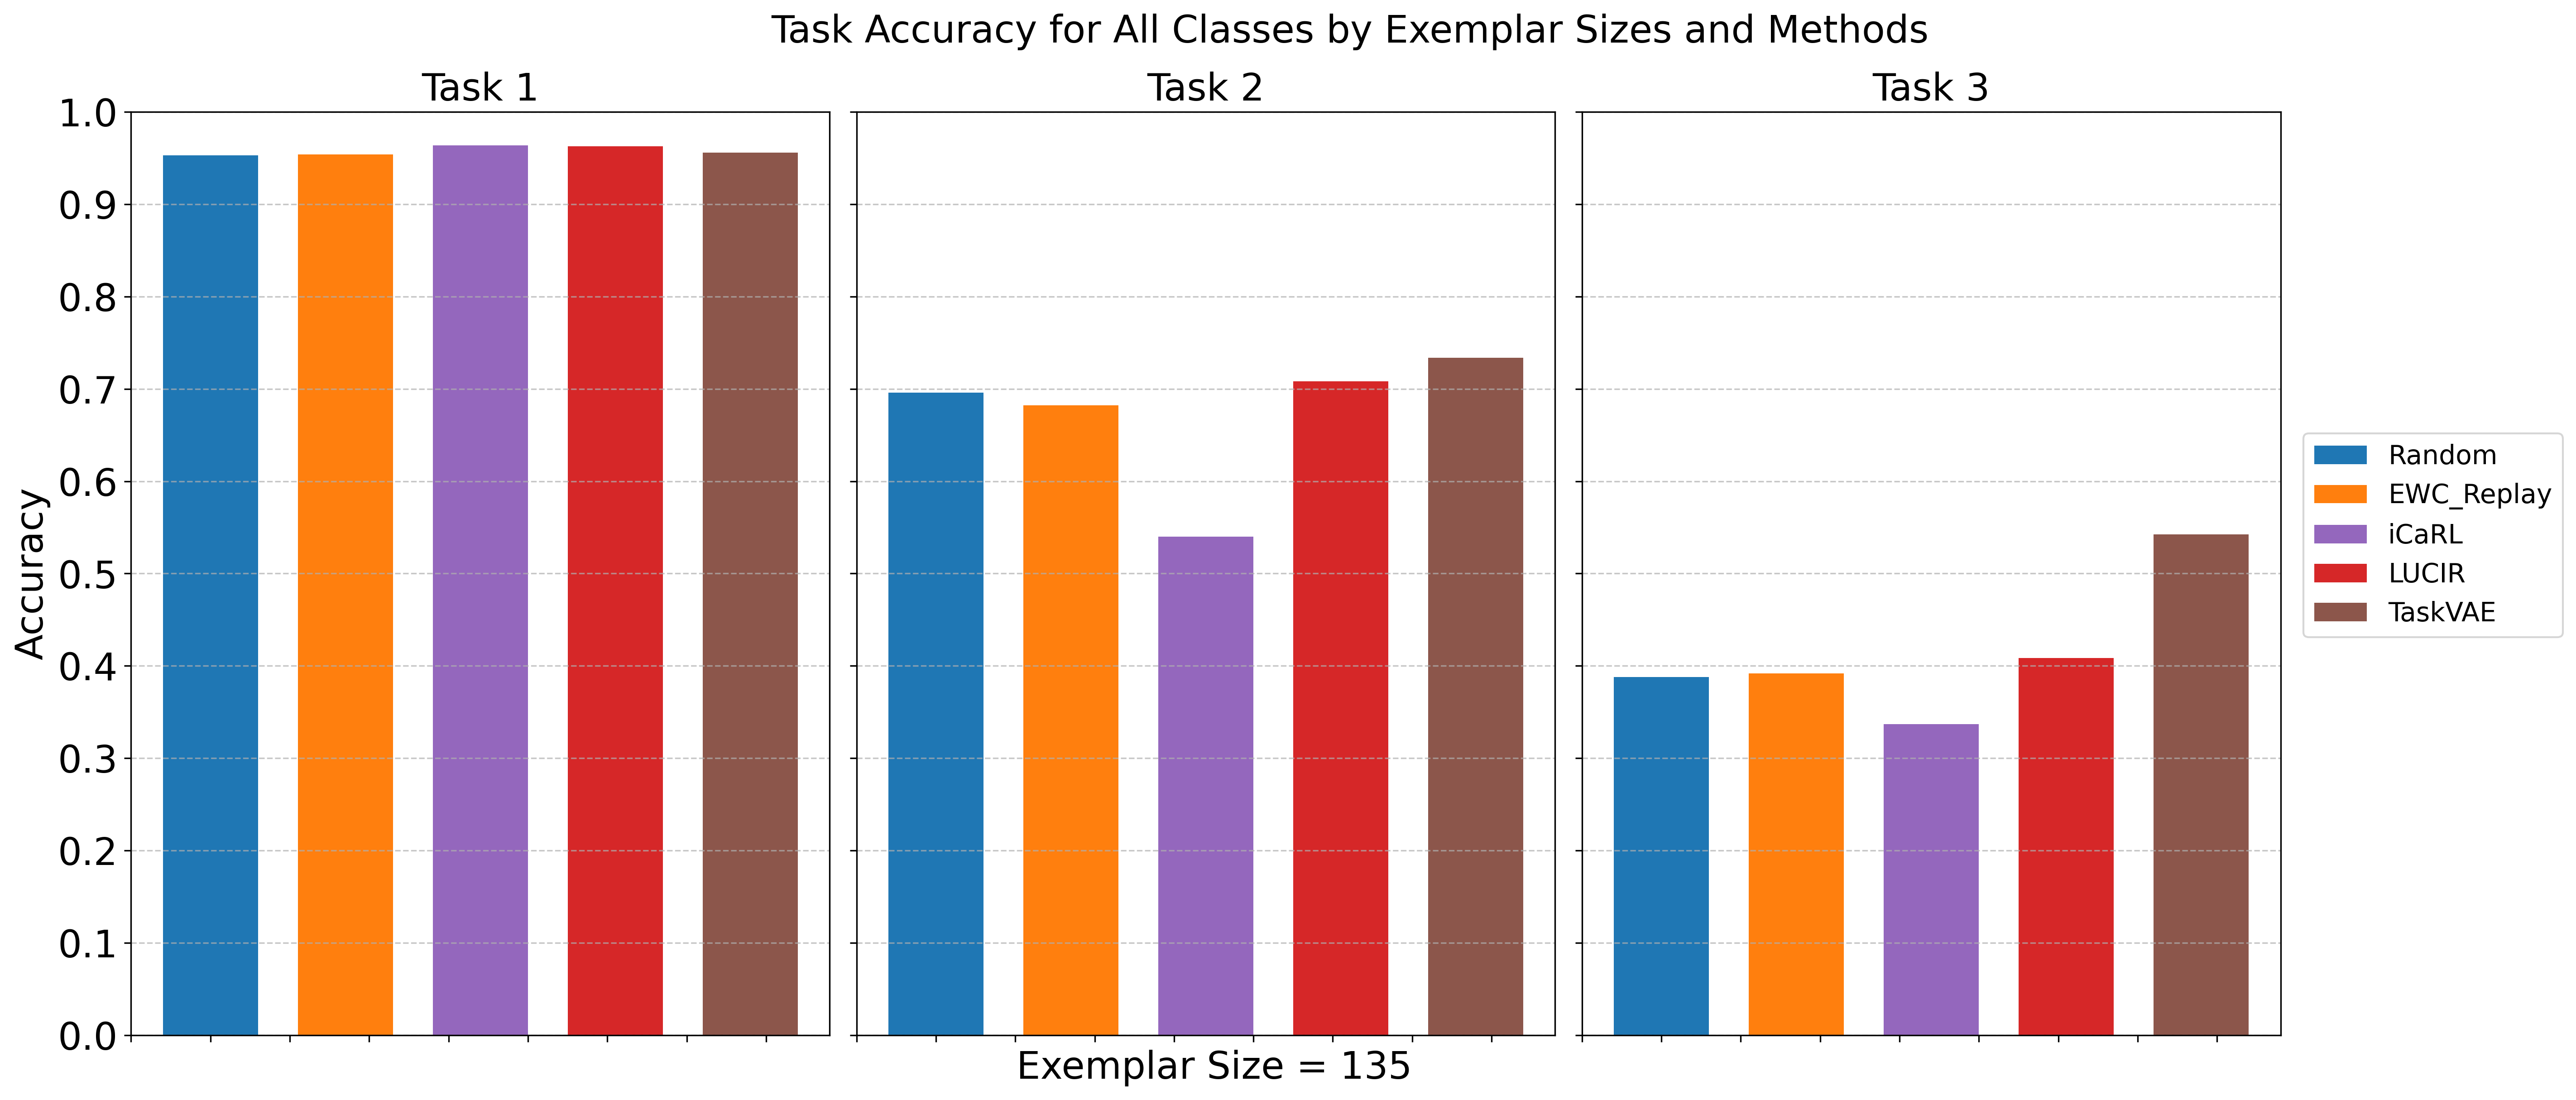 Task Accuracy for All Classes by Exemplar Sizes and Methods
Task 1
Task 2
Task 3
1.0
0.9
0.8
0.7
0.6
0.5
0.4
0.3
0.2
0.1
0.0
Accuracy
Exemplar Size = 135
Random
EWC_Replay
iCaRL
LUCIR
TaskVAE